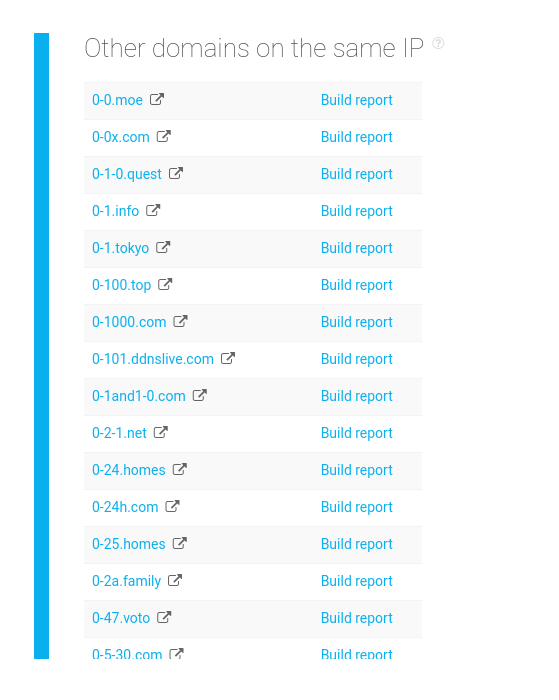 Other domains on the same IP ?
0-0.moe Build report
0-0x.com Build report
0-1-0.quest Build report
0-1.info Build report
0-1.tokyo Build report
0-100.top Build report
0-1000.com Build report
0-101.ddnslive.com Build report
0-1and1-0.com Build report
0-2-1.net Build report
0-24.homes Build report
0-24h.com Build report
0-25.homes Build report
0-2a.family Build report
0-47.voto Build report
0-5-30.com Build report